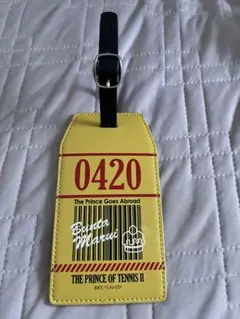 0420
The Prince Goes Abroad
Bunta
Marui
THE PRINCE OF TENNIS II